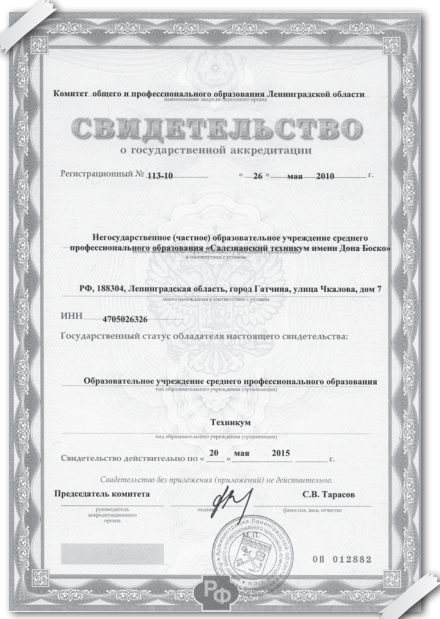 Комитет общего и профессионального образования Ленинградской области
наименование аккредитационного органа
СВИДЕТЕЛЬСТВО
о государственной аккредитации
Регистрационный № 113-10 « 26 » мая 2010 г.
Негосударственное (частное) образовательное учреждение среднего
профессионального образования «Салезианский техникум имени Дона Боско»
в соответствии с уставом
РФ, 188304, Ленинградская область, город Гатчина, улица Чкалова, дом 7
место нахождения в соответствии с уставом
ИНН 4705026326
Государственный статус обладателя настоящего свидетельства:
Образовательное учреждение среднего профессионального образования
тип образовательного учреждения (организации)
Техникум
вид образовательного учреждения (организации)
Свидетельство действительно по « 20 » мая 2015 г.
Свидетельство без приложения (приложений) не действительно.
Председатель комитета С.В. Тарасов
руководитель
аккредитационного
органа
фамилия, имя, отчество
М.П.
ОП 012882
РФ